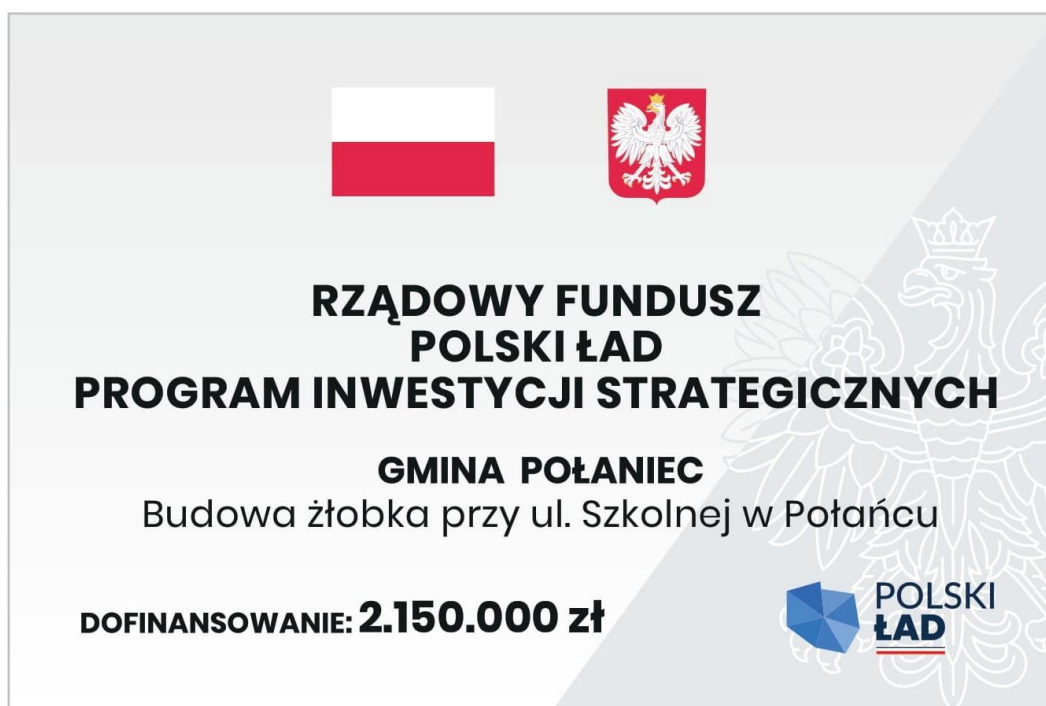 RZĄDOWY FUNDUSZ
POLSKI ŁAD
PROGRAM INWESTYCJI STRATEGICZNYCH
GMINA POŁANIEC
Budowa żłobka przy ul. Szkolnej w Połańcu
DOFINANSOWANIE: 2.150.000 zł
POLSKI
ŁAD